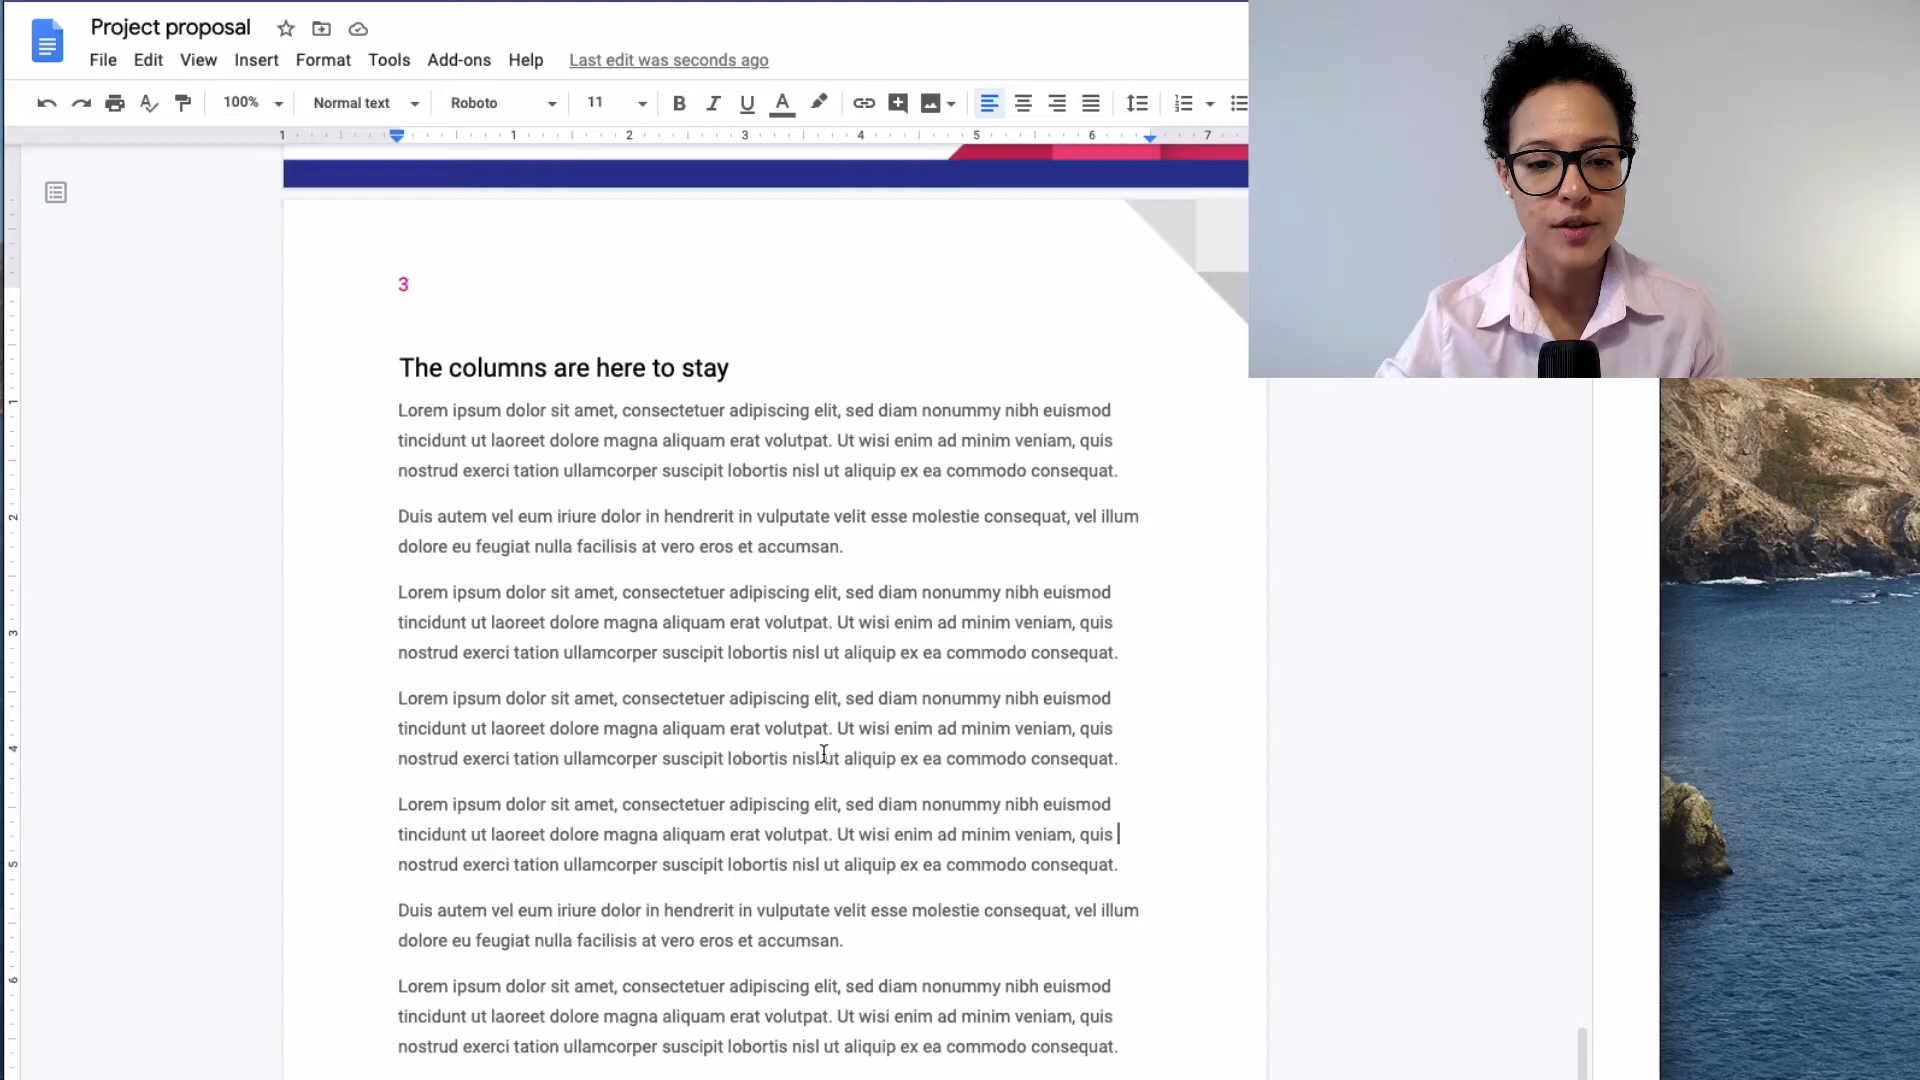 Project proposal
File Edit View Insert Format Tools Add-ons Help Last edit was seconds ago
100% Normal text Roboto 11 B I U A
1 1 2 3 4 5 6 7
3
The columns are here to stay
Lorem ipsum dolor sit amet, consectetuer adipiscing elit, sed diam nonummy nibh euismod
tincidunt ut laoreet dolore magna aliquam erat volutpat. Ut wisi enim ad minim veniam, quis
nostrud exerci tation ullamcorper suscipit lobortis nisl ut aliquip ex ea commodo consequat.
Duis autem vel eum iriure dolor in hendrerit in vulputate velit esse molestie consequat, vel illum
dolore eu feugiat nulla facilisis at vero eros et accumsan.
Lorem ipsum dolor sit amet, consectetuer adipiscing elit, sed diam nonummy nibh euismod
tincidunt ut laoreet dolore magna aliquam erat volutpat. Ut wisi enim ad minim veniam, quis
nostrud exerci tation ullamcorper suscipit lobortis nisl ut aliquip ex ea commodo consequat.
Lorem ipsum dolor sit amet, consectetuer adipiscing elit, sed diam nonummy nibh euismod
tincidunt ut laoreet dolore magna aliquam erat volutpat. Ut wisi enim ad minim veniam, quis
nostrud exerci tation ullamcorper suscipit lobortis nisl ut aliquip ex ea commodo consequat.
Lorem ipsum dolor sit amet, consectetuer adipiscing elit, sed diam nonummy nibh euismod
tincidunt ut laoreet dolore magna aliquam erat volutpat. Ut wisi enim ad minim veniam, quis
nostrud exerci tation ullamcorper suscipit lobortis nisl ut aliquip ex ea commodo consequat.
Duis autem vel eum iriure dolor in hendrerit in vulputate velit esse molestie consequat, vel illum
dolore eu feugiat nulla facilisis at vero eros et accumsan.
Lorem ipsum dolor sit amet, consectetuer adipiscing elit, sed diam nonummy nibh euismod
tincidunt ut laoreet dolore magna aliquam erat volutpat. Ut wisi enim ad minim veniam, quis
nostrud exerci tation ullamcorper suscipit lobortis nisl ut aliquip ex ea commodo consequat.
1
2
3
4
5
6